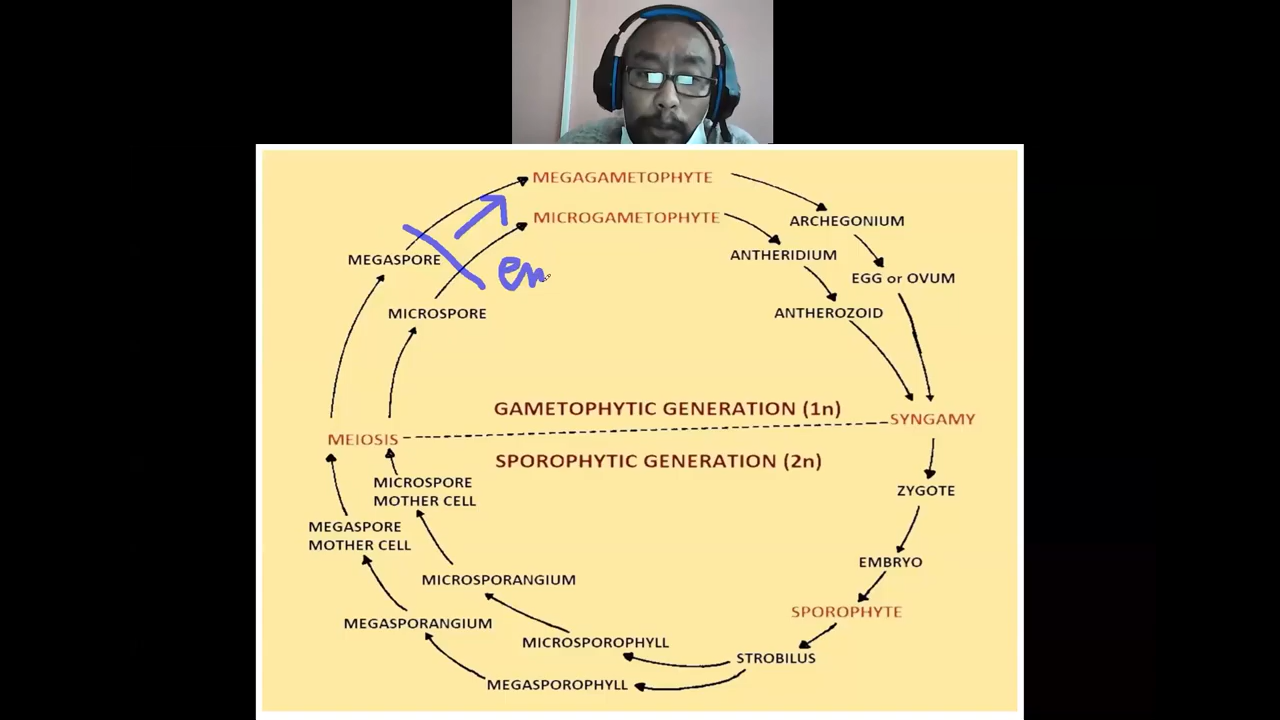 MEGAGAMETOPHYTE
MICROGAMETOPHYTE
ARCHEGONIUM
ANTHERIDIUM
MEGASPORE
EGG or OVUM
en
MICROSPORE
ANTHEROZOID
GAMETOPHYTIC GENERATION (1n)
SYNGAMY
MEIOSIS
SPOROPHYTIC GENERATION (2n)
MICROSPORE
MOTHER CELL
ZYGOTE
MEGASPORE
MOTHER CELL
EMBRYO
MICROSPORANGIUM
SPOROPHYTE
MEGASPORANGIUM
MICROSPOROPHYLL
STROBILUS
MEGASPOROPHYLL